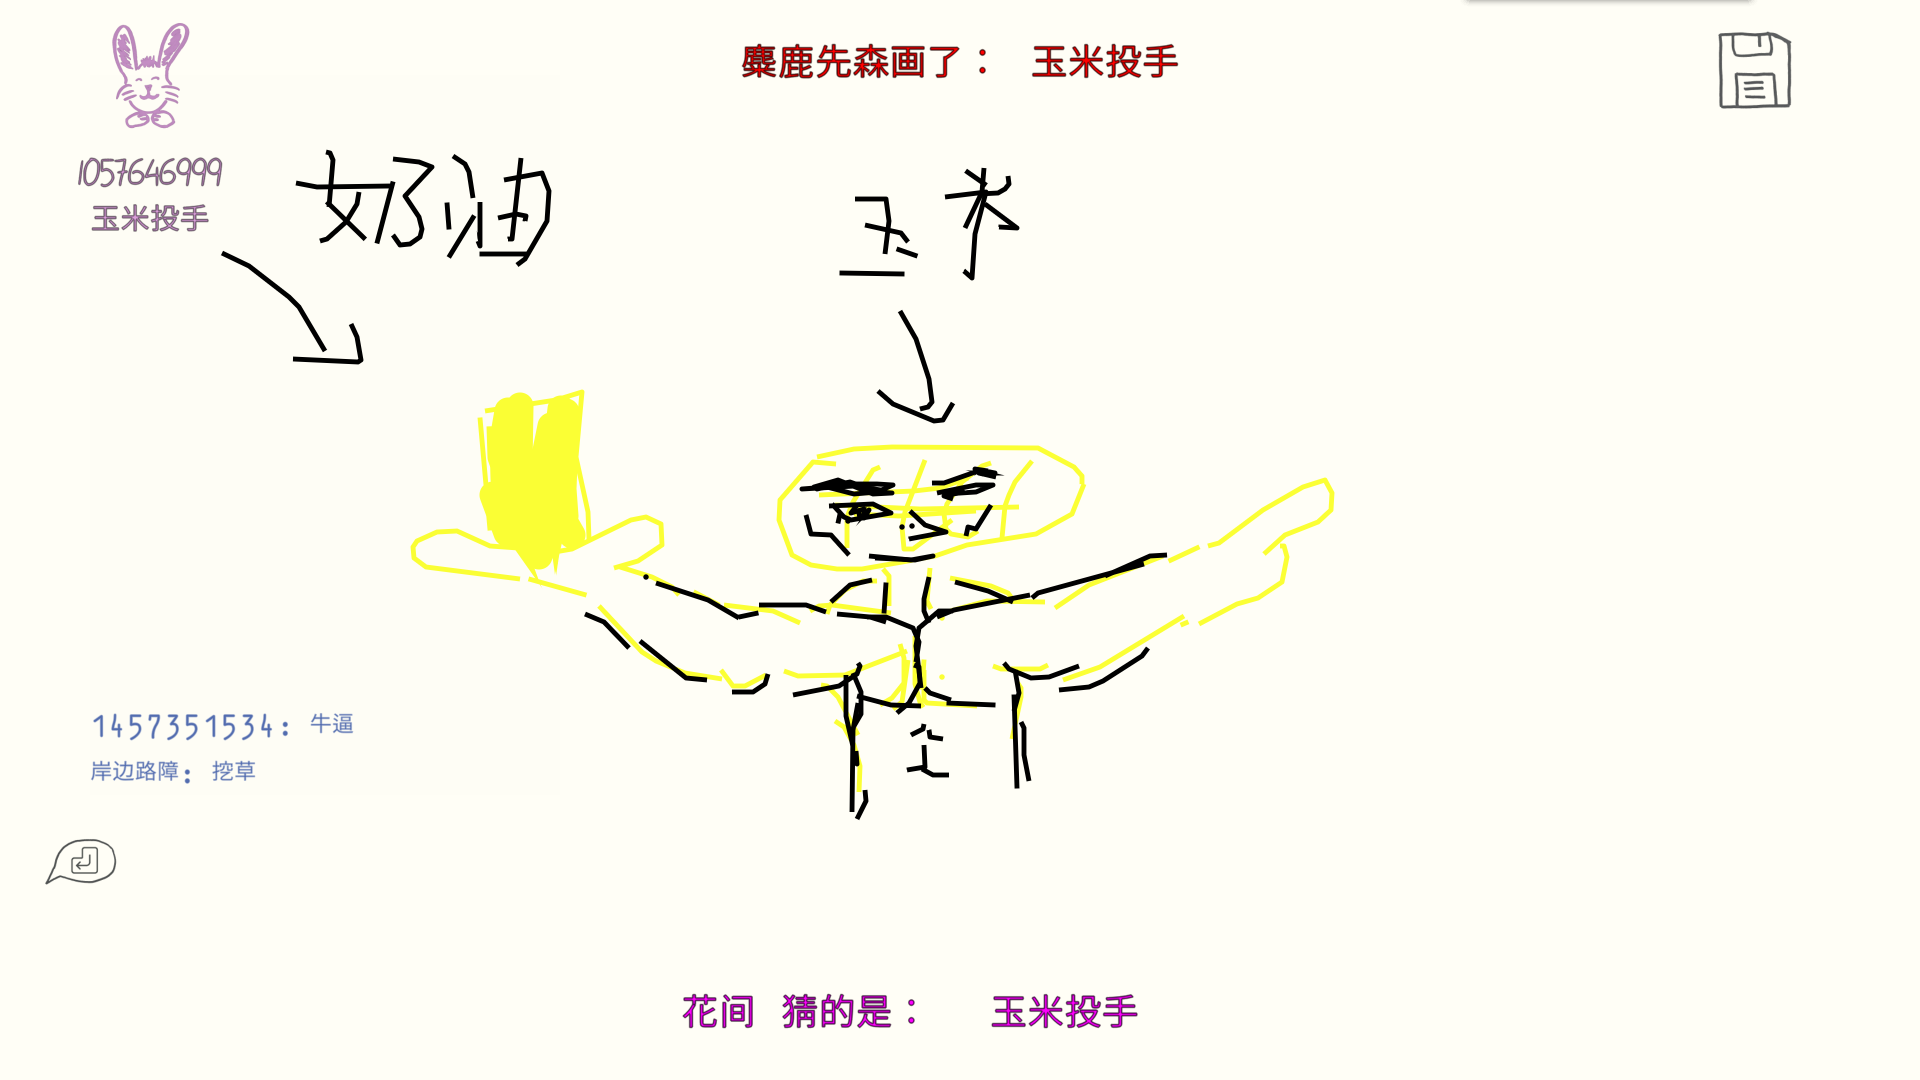 麋鹿先森画了： 玉米投手
1057646999
玉米投手
奶油
玉米
1457351534: 牛逼
岸边路障: 挖草
花间 猜的是： 玉米投手